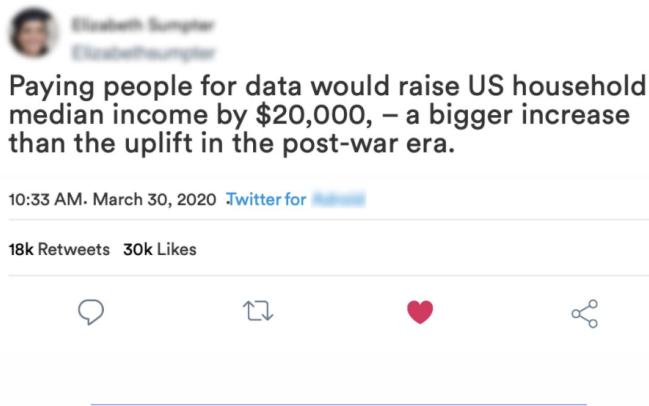 Paying people for data would raise US household
median income by $20,000, – a bigger increase
than the uplift in the post-war era.
10:33 AM. March 30, 2020 Twitter for
18k Retweets 30k Likes